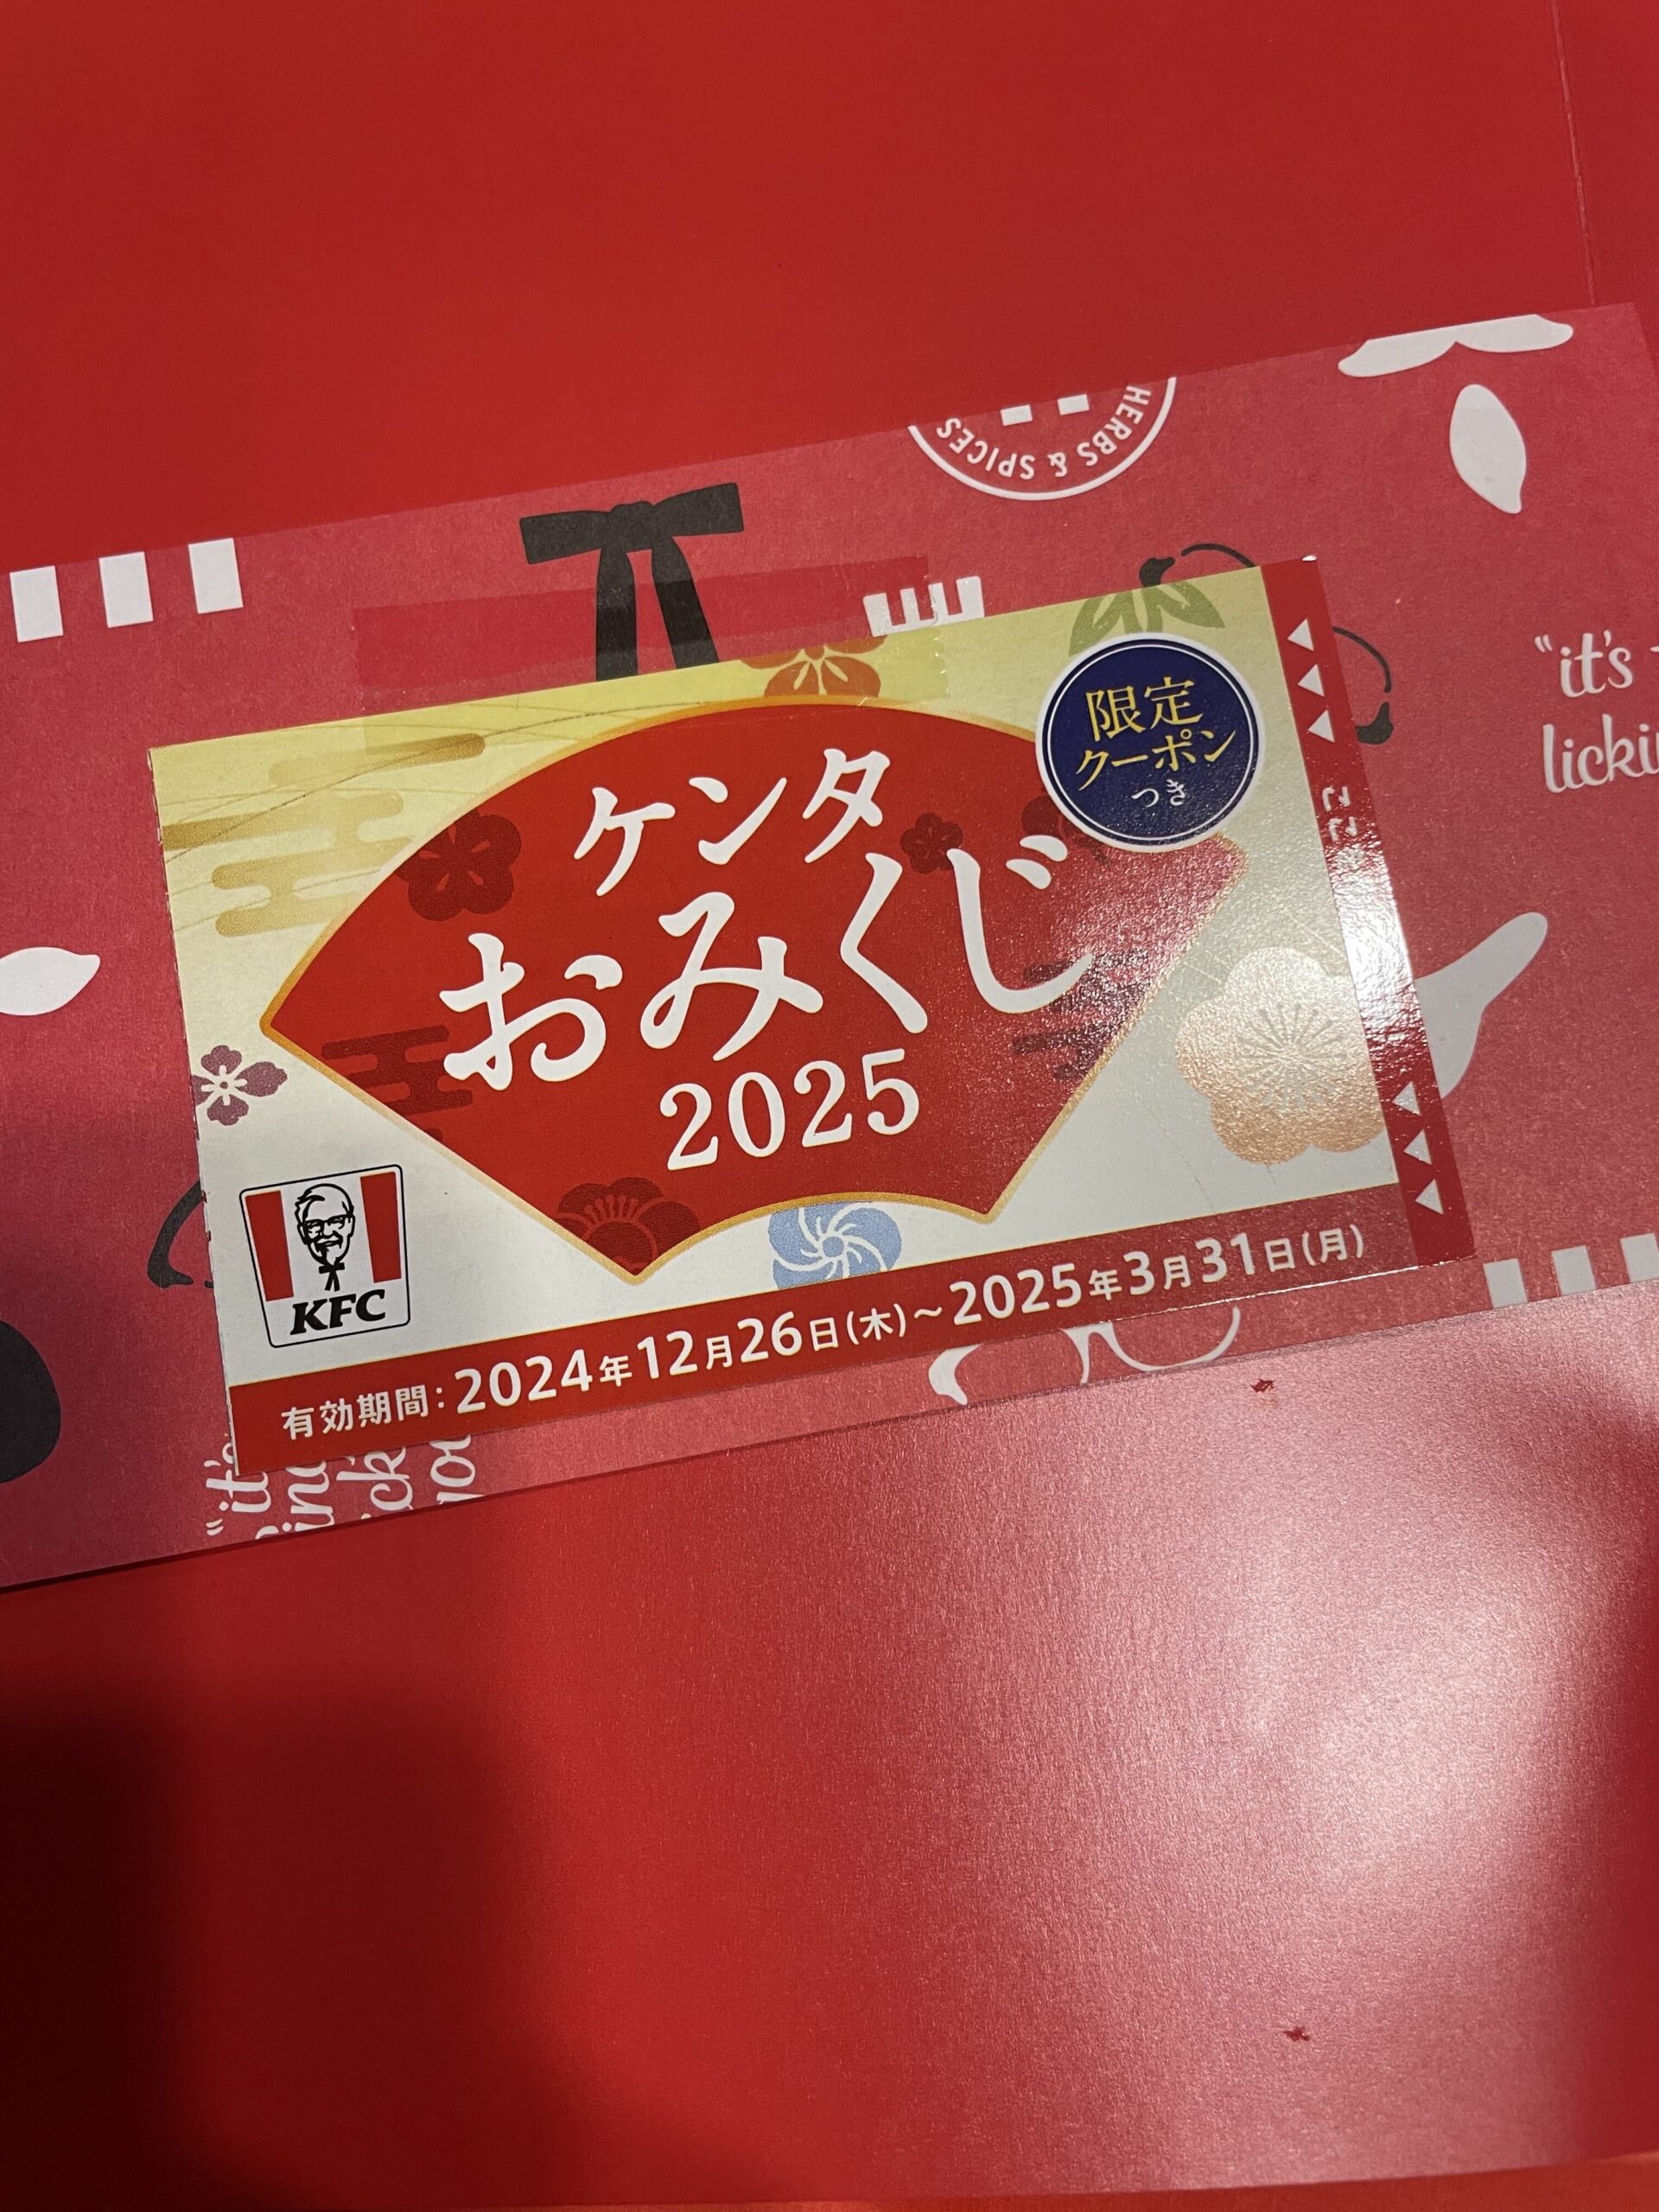 HERBS & SPICES
"it's
licki
限定
クーポン
つき
ケンタ
おみくじ
2025
KFC
有効期間：2024年12月26日(木)～2025年3月31日(月)
"it's